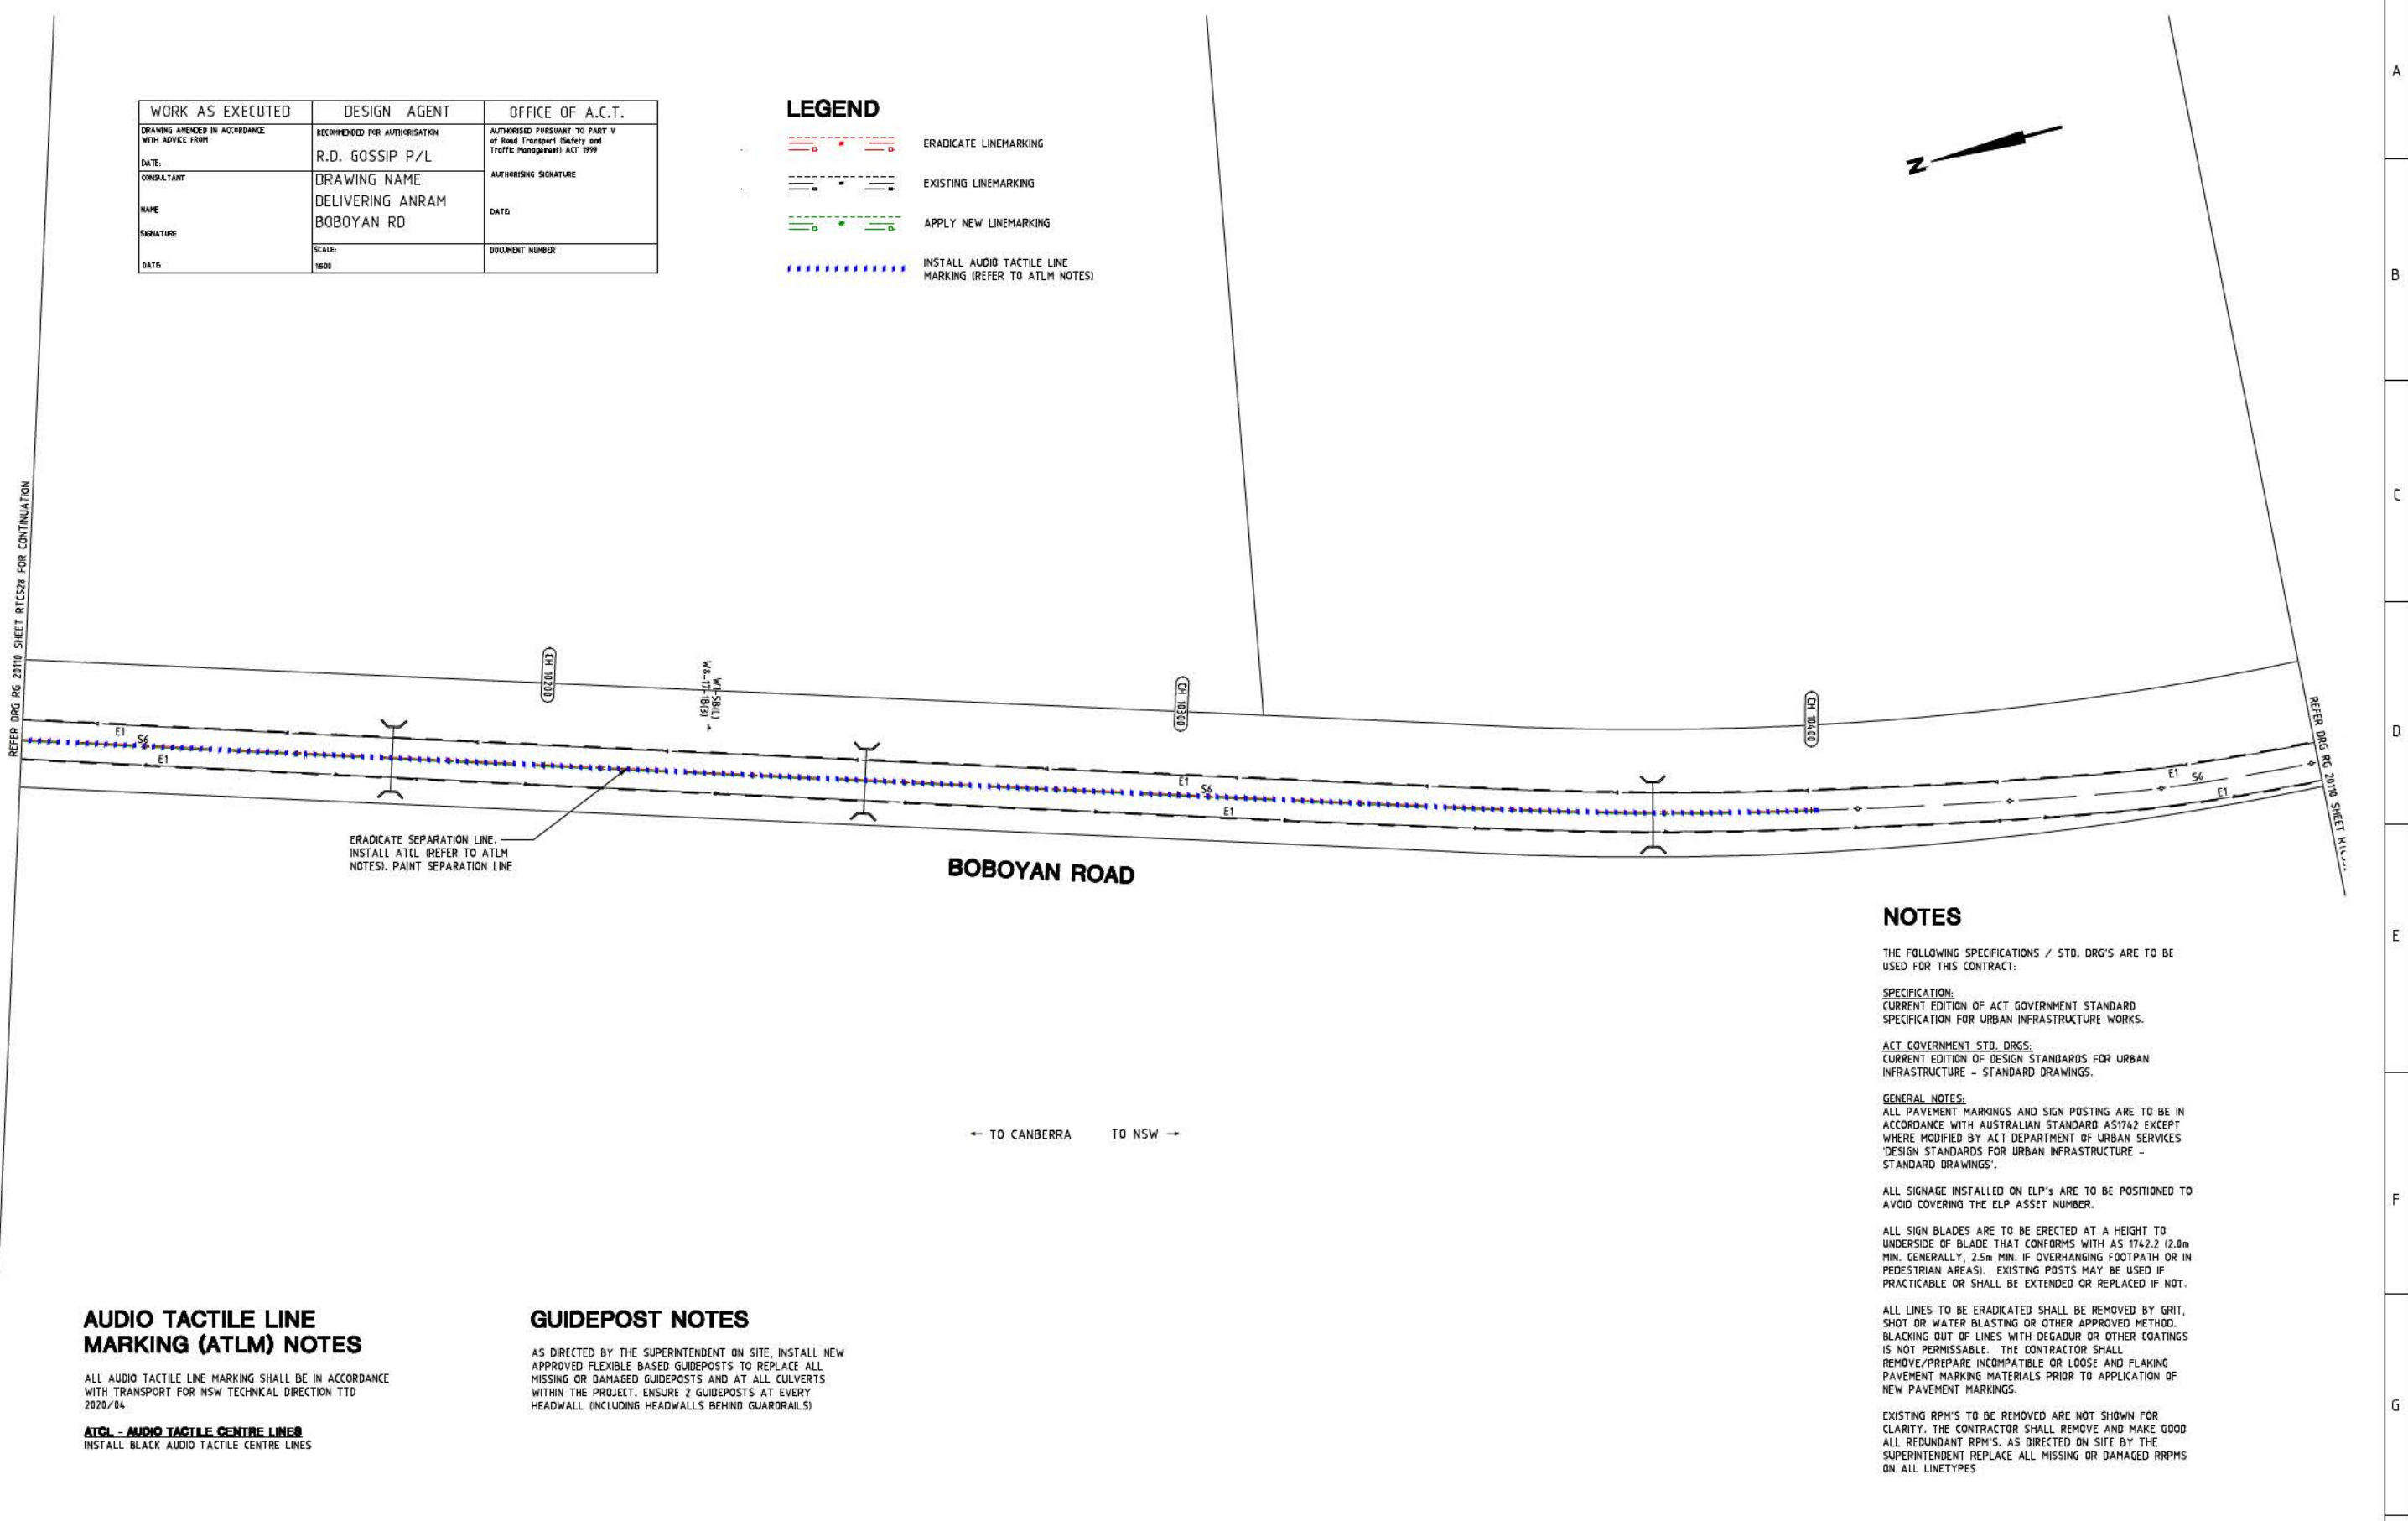 WORK AS EXECUTED
DRAWING AMENDED IN ACCORDANCE
WITH ADVICE FROM
DATE:
CONSULTANT
NAME
SIGNATURE
DATE:
DESIGN AGENT
RECOMMENDED FOR AUTHORISATION
R.D. GOSSIP P/L
DRAWING NAME
DELIVERING ANRAM
BOBOYAN RD
SCALE:
1:500
OFFICE OF A.C.T.
AUTHORISED PURSUANT TO PART V
of Road Transport (Safety and
Traffic Management) ACT 1999
AUTHORISING SIGNATURE
DATE:
DOCUMENT NUMBER
LEGEND
ERADICATE LINEMARKING
EXISTING LINEMARKING
APPLY NEW LINEMARKING
INSTALL AUDIO TACTILE LINE
MARKING (REFER TO ATLM NOTES)
N
A
B
C
D
E
F
G
REFER DRG RG 20110 SHEET RTCS28 FOR CONTINUATION
CH 10200
W1-5B(L)
W8-17-1B(3)
CH 10300
CH 10400
E1
S6
E1
E1
S6
E1
E1
S6
E1
REFER DRG RG 20110 SHEET
ERADICATE SEPARATION LINE.
INSTALL ATCL (REFER TO ATLM
NOTES). PAINT SEPARATION LINE
BOBOYAN ROAD
← TO CANBERRA TO NSW →
AUDIO TACTILE LINE
MARKING (ATLM) NOTES
ALL AUDIO TACTILE LINE MARKING SHALL BE IN ACCORDANCE
WITH TRANSPORT FOR NSW TECHNICAL DIRECTION TTD
2020/04
ATCL - AUDIO TACTILE CENTRE LINES
INSTALL BLACK AUDIO TACTILE CENTRE LINES
GUIDEPOST NOTES
AS DIRECTED BY THE SUPERINTENDENT ON SITE, INSTALL NEW
APPROVED FLEXIBLE BASED GUIDEPOSTS TO REPLACE ALL
MISSING OR DAMAGED GUIDEPOSTS AND AT ALL CULVERTS
WITHIN THE PROJECT. ENSURE 2 GUIDEPOSTS AT EVERY
HEADWALL (INCLUDING HEADWALLS BEHIND GUARDRAILS)
NOTES
THE FOLLOWING SPECIFICATIONS / STD. DRG'S ARE TO BE
USED FOR THIS CONTRACT:
SPECIFICATION:
CURRENT EDITION OF ACT GOVERNMENT STANDARD
SPECIFICATION FOR URBAN INFRASTRUCTURE WORKS.
ACT GOVERNMENT STD. DRGS:
CURRENT EDITION OF DESIGN STANDARDS FOR URBAN
INFRASTRUCTURE - STANDARD DRAWINGS.
GENERAL NOTES:
ALL PAVEMENT MARKINGS AND SIGN POSTING ARE TO BE IN
ACCORDANCE WITH AUSTRALIAN STANDARD AS1742 EXCEPT
WHERE MODIFIED BY ACT DEPARTMENT OF URBAN SERVICES
'DESIGN STANDARDS FOR URBAN INFRASTRUCTURE -
STANDARD DRAWINGS'.
ALL SIGNAGE INSTALLED ON ELP's ARE TO BE POSITIONED TO
AVOID COVERING THE ELP ASSET NUMBER.
ALL SIGN BLADES ARE TO BE ERECTED AT A HEIGHT TO
UNDERSIDE OF BLADE THAT CONFORMS WITH AS 1742.2 (2.0m
MIN. GENERALLY, 2.5m MIN. IF OVERHANGING FOOTPATH OR IN
PEDESTRIAN AREAS). EXISTING POSTS MAY BE USED IF
PRACTICABLE OR SHALL BE EXTENDED OR REPLACED IF NOT.
ALL LINES TO BE ERADICATED SHALL BE REMOVED BY GRIT,
SHOT OR WATER BLASTING OR OTHER APPROVED METHOD.
BLACKING OUT OF LINES WITH DEGADUR OR OTHER COATINGS
IS NOT PERMISSABLE. THE CONTRACTOR SHALL
REMOVE/PREPARE INCOMPATIBLE OR LOOSE AND FLAKING
PAVEMENT MARKING MATERIALS PRIOR TO APPLICATION OF
NEW PAVEMENT MARKINGS.
EXISTING RPM'S TO BE REMOVED ARE NOT SHOWN FOR
CLARITY. THE CONTRACTOR SHALL REMOVE AND MAKE GOOD
ALL REDUNDANT RPM'S. AS DIRECTED ON SITE BY THE
SUPERINTENDENT REPLACE ALL MISSING OR DAMAGED RRPMS
ON ALL LINETYPES